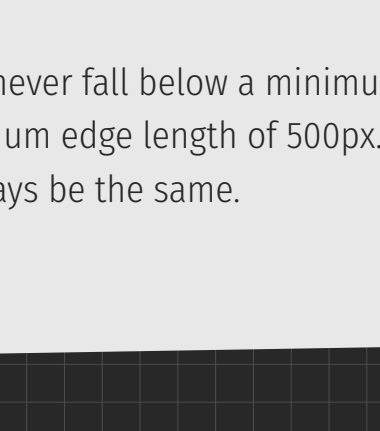 never fall below a minimu
um edge length of 500px.
ays be the same.